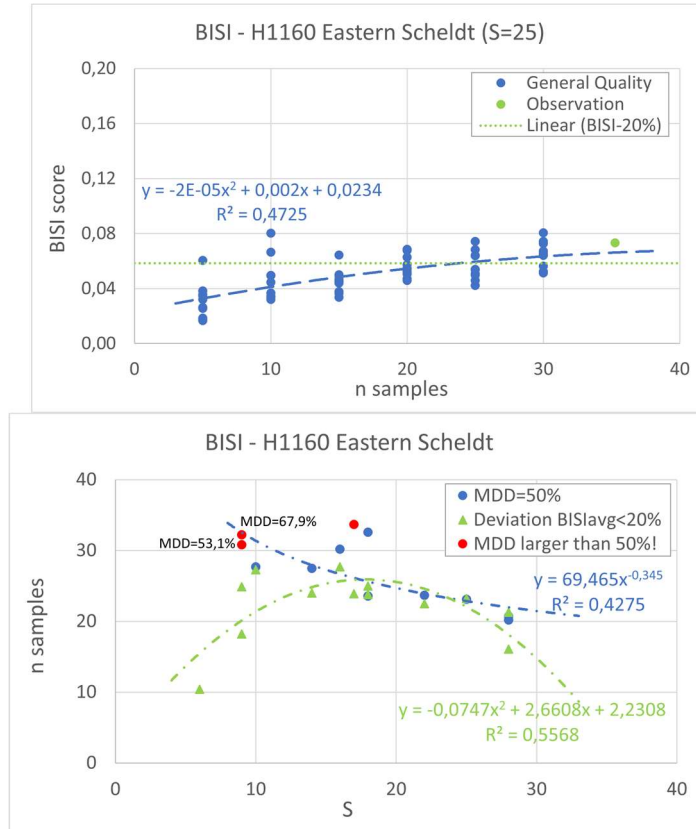 BISI - H1160 Eastern Scheldt (S=25)
0,20
General Quality
Observation
0,16
Linear (BISI-20%)
0,12
y = -2E-05x² + 0,002x + 0,0234
R² = 0,4725
BISI score
0,08
0,04
0,00
0 10 20 30 40
n samples
BISI - H1160 Eastern Scheldt
40
MDD=50%
Deviation BISIavg<20%
MDD larger than 50%!
MDD=67,9%
MDD=53,1%
30
y = 69,465x^-0,345
R² = 0,4275
n samples
20
10
y = -0,0747x² + 2,6608x + 2,2308
R² = 0,5568
0
0 10 20 30 40
S